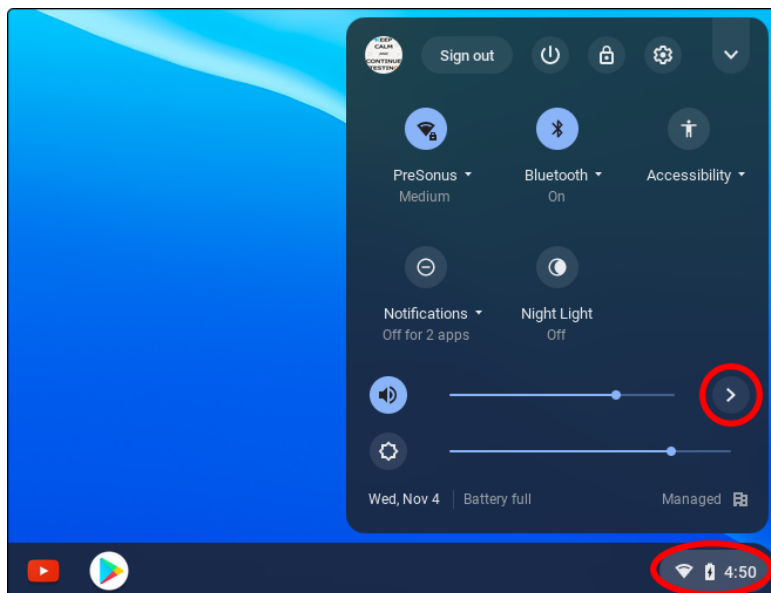 KEEP
CALM
AND
CONTINUE
TESTING
Sign out
PreSonus
Medium
Bluetooth
On
Accessibility
Notifications
Off for 2 apps
Night Light
Off
Wed, Nov 4
Battery full
Managed
4:50